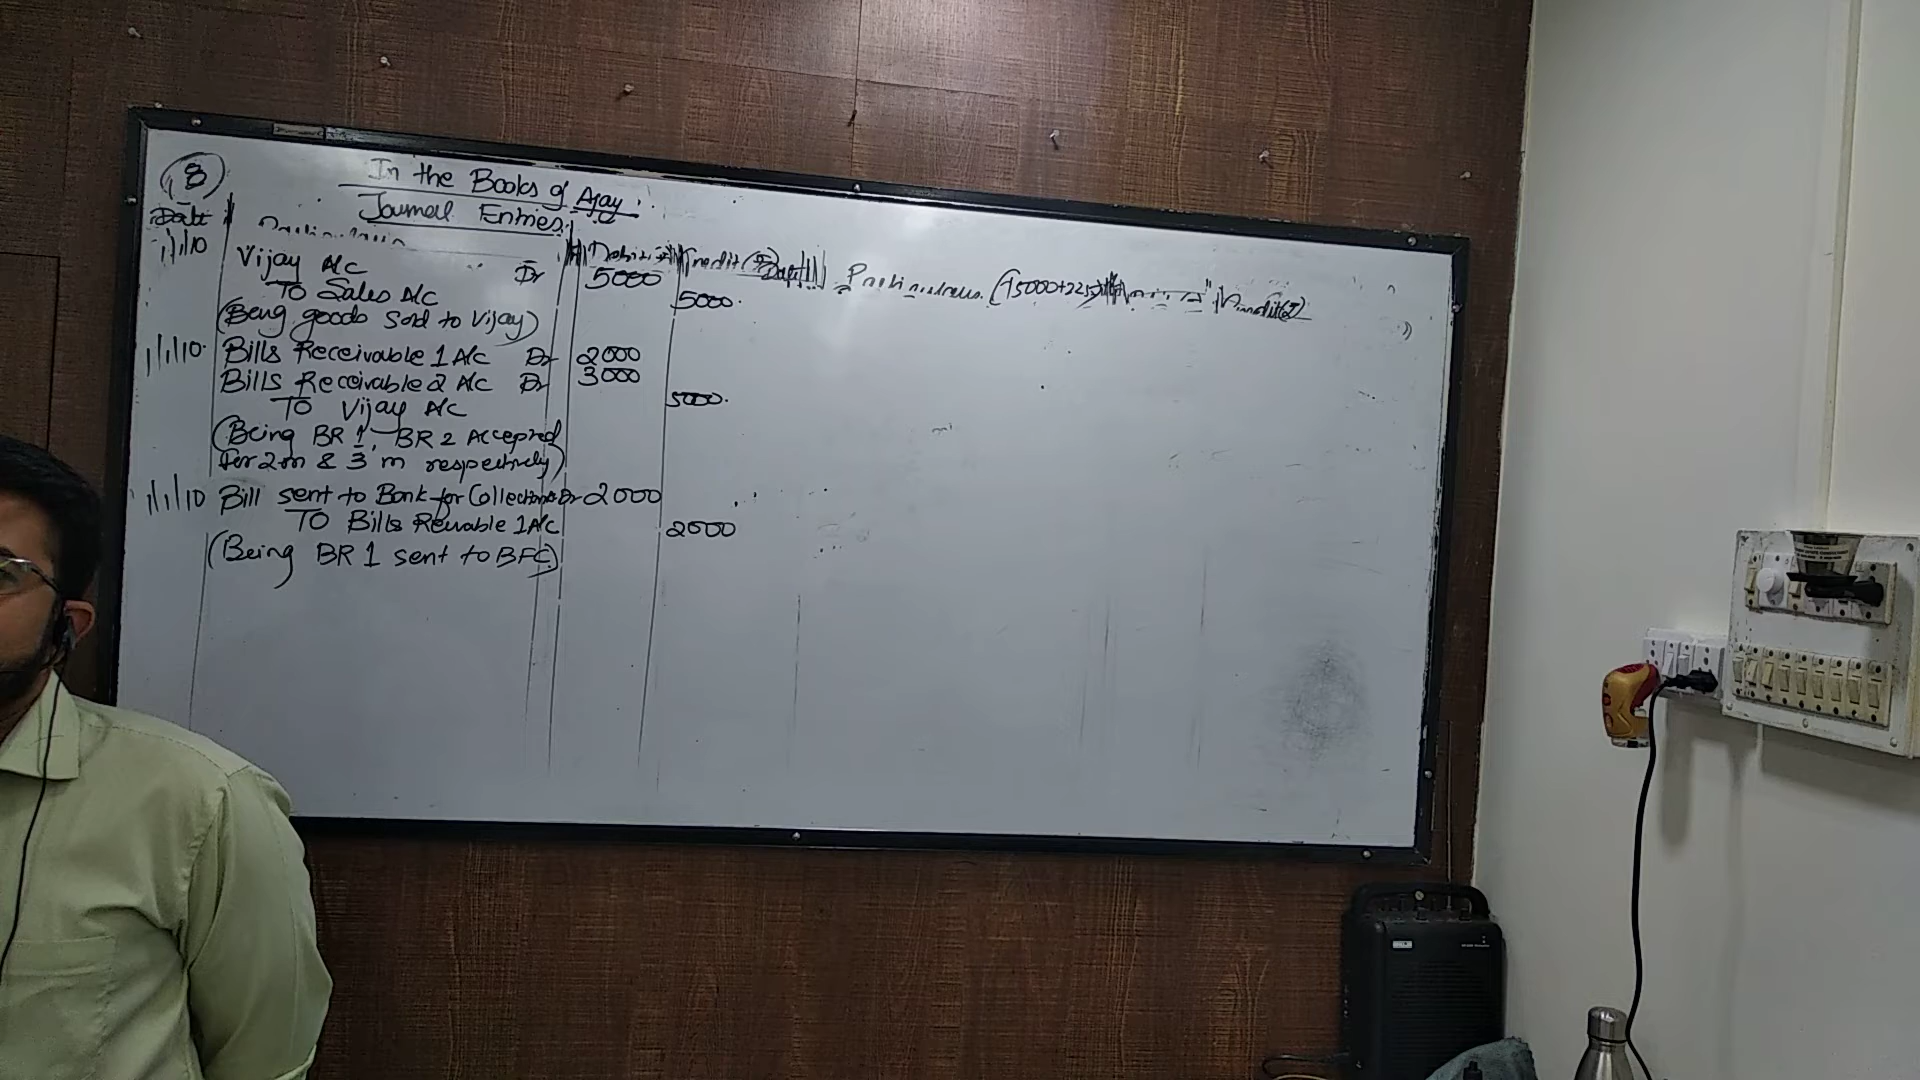 8
In the Books of Ajay.
Journal Entries.
Date
1/1/10 Vijay A/c Dr 5000
To Sales A/c 5000.
(Being goods sold to Vijay)
1/1/10. Bills Receivable 1 A/c Dr 2000
Bills Receivable 2 A/c Dr 3000
To Vijay A/c 5000.
(Being BR 1, BR 2 Accepted
for 2m & 3 m respectively)
1/1/10 Bill sent to Bank for Collection A/c Dr 2000
To Bills Reivable 1 A/c 2000
(Being BR 1 sent to BFC)